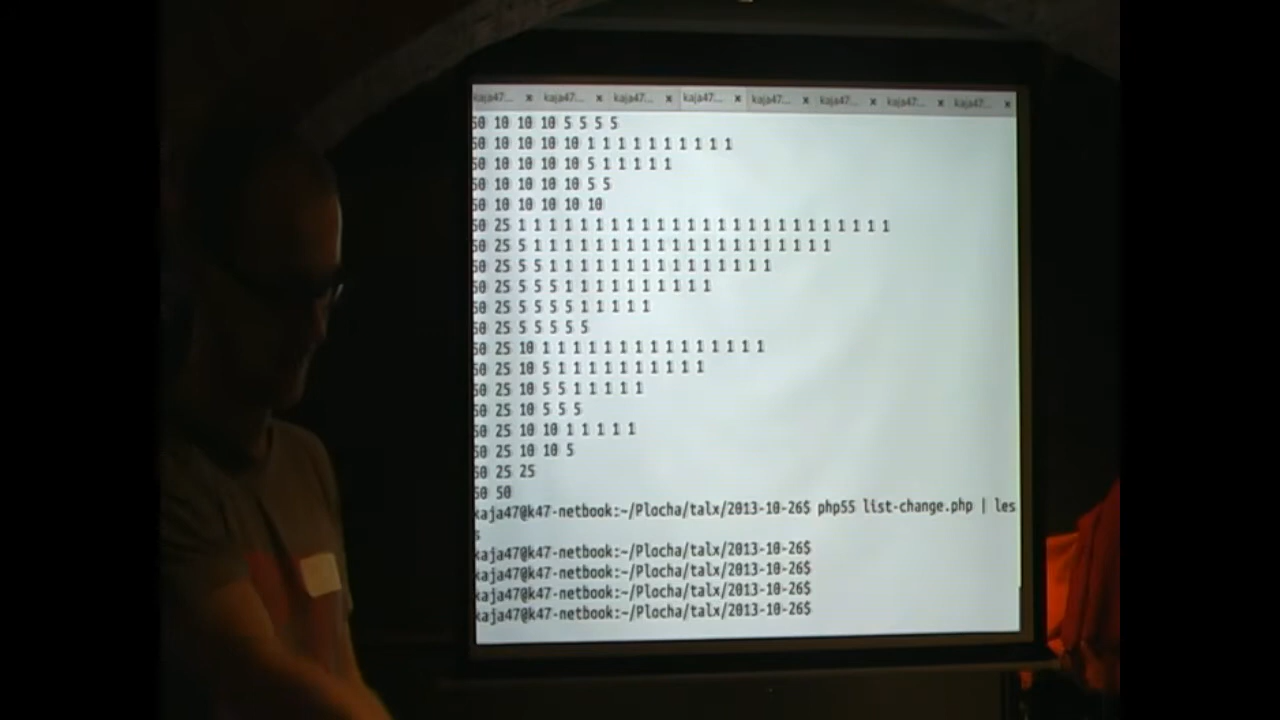 kaja47:... x kaja47:... x kaja47:... x kaja47:... x kaja47:... x kaja47:... x kaja47:... x kaja47:... x
50 10 10 10 5 5 5 5
50 10 10 10 10 1 1 1 1 1 1 1 1 1 1
50 10 10 10 10 5 1 1 1 1 1
50 10 10 10 10 5 5
50 10 10 10 10 10
50 25 1 1 1 1 1 1 1 1 1 1 1 1 1 1 1 1 1 1 1 1 1 1 1 1 1
50 25 5 1 1 1 1 1 1 1 1 1 1 1 1 1 1 1 1 1 1 1 1
50 25 5 5 1 1 1 1 1 1 1 1 1 1 1 1 1 1 1
50 25 5 5 5 1 1 1 1 1 1 1 1 1 1
50 25 5 5 5 5 1 1 1 1 1
50 25 5 5 5 5 5
50 25 10 1 1 1 1 1 1 1 1 1 1 1 1 1 1 1
50 25 10 5 1 1 1 1 1 1 1 1 1 1
50 25 10 5 5 1 1 1 1 1
50 25 10 5 5 5
50 25 10 10 1 1 1 1 1
50 25 10 10 5
50 25 25
50 50
kaja47@k47-netbook:~/Plocha/talx/2013-10-26$ php55 list-change.php | les
s
kaja47@k47-netbook:~/Plocha/talx/2013-10-26$
kaja47@k47-netbook:~/Plocha/talx/2013-10-26$
kaja47@k47-netbook:~/Plocha/talx/2013-10-26$
kaja47@k47-netbook:~/Plocha/talx/2013-10-26$